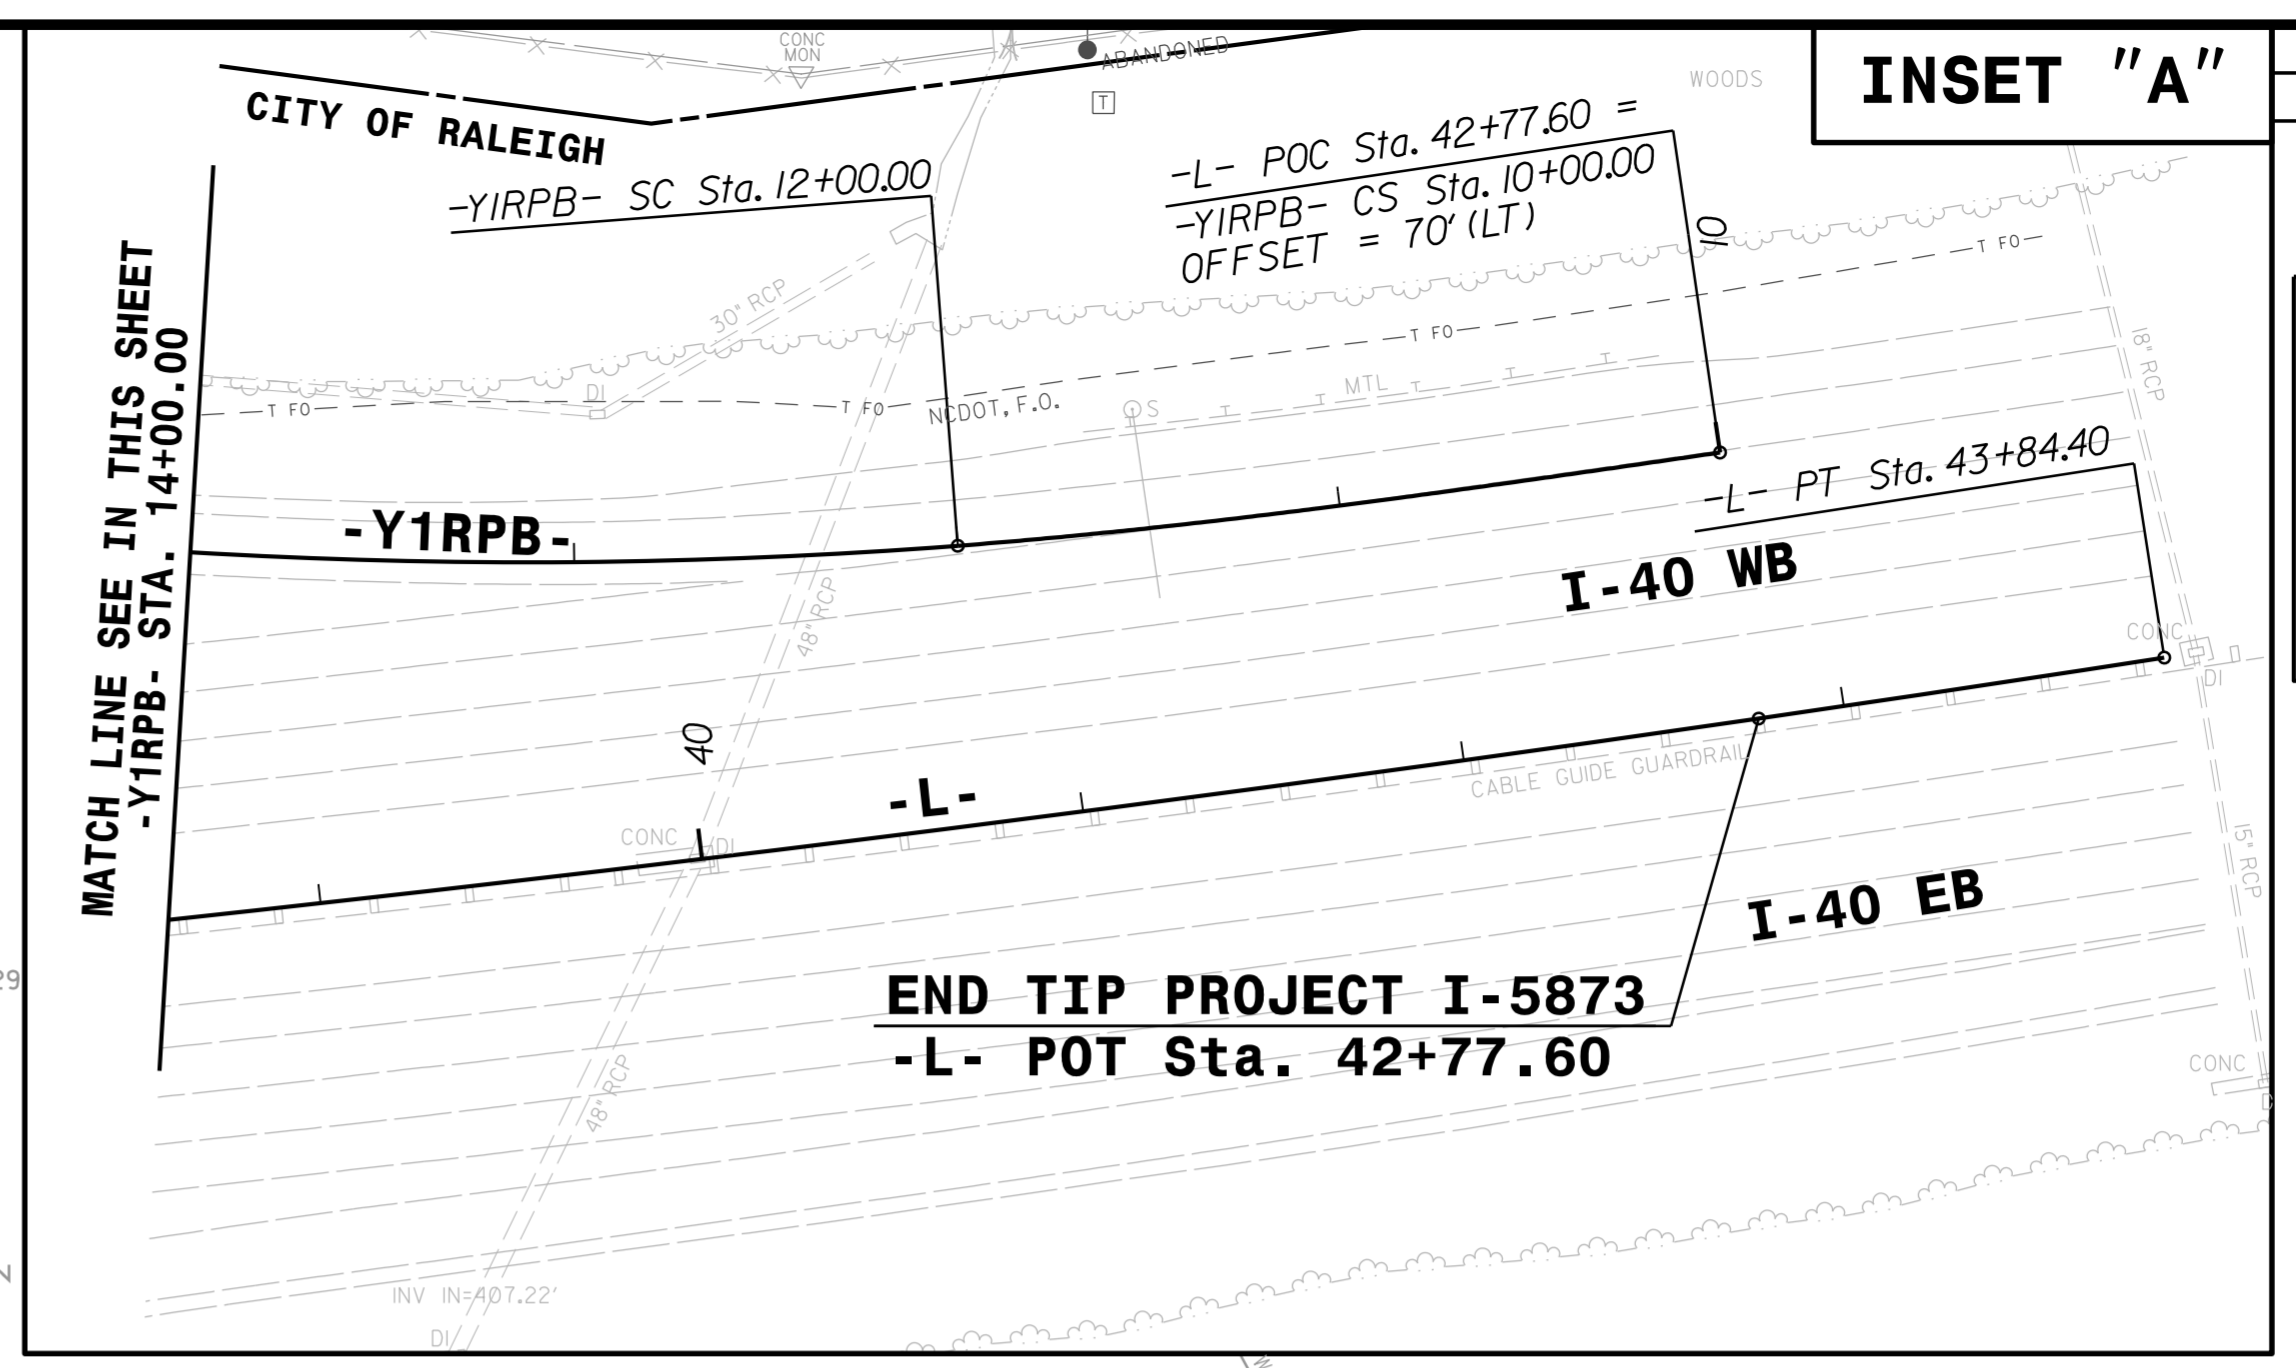 INSET "A"
CONC
MON
ABANDONED
T
WOODS
CITY OF RALEIGH
-L- POC Sta. 42+77.60 =
-Y1RPB- CS Sta. 10+00.00
OFFSET = 70' (LT)
-Y1RPB- SC Sta. 12+00.00
10
MATCH LINE SEE IN THIS SHEET
-Y1RPB- STA. 14+00.00
30" RCP
DI
T FO
T FO
T FO
T FO
NCDOT, F.O.
S
MTL
T
T
T
T
T
18" RCP
-L- PT Sta. 43+84.40
-Y1RPB-
I-40 WB
48" RCP
CONC
DI
40
-L-
CONC
DI
CABLE GUIDE GUARDRAIL
15" RCP
I-40 EB
END TIP PROJECT I-5873
-L- POT Sta. 42+77.60
48" RCP
CONC
INV IN=407.22'
DI